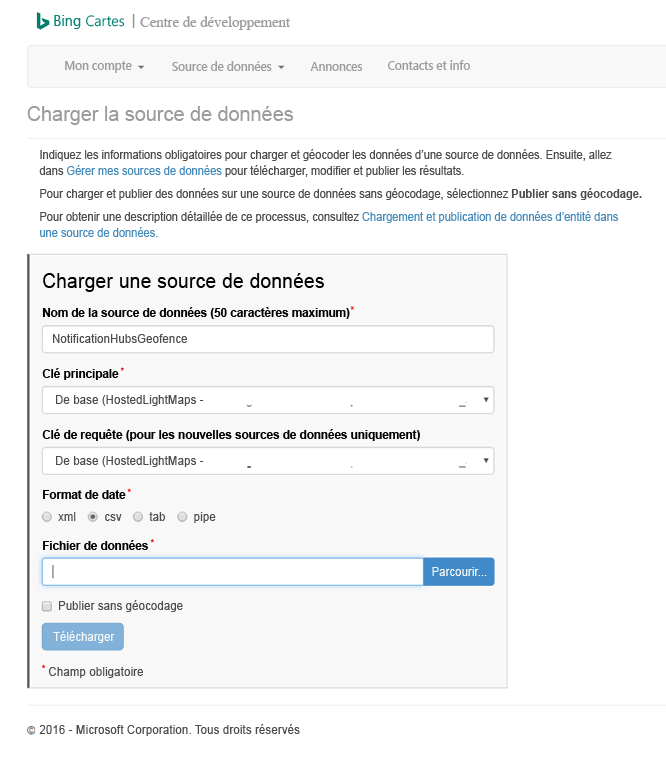 Bing Cartes | Centre de développement
Mon compte Source de données Annonces Contacts et info
Charger la source de données
Indiquez les informations obligatoires pour charger et géocoder les données d'une source de données. Ensuite, allez
dans Gérer mes sources de données pour télécharger, modifier et publier les résultats.
Pour charger et publier des données sur une source de données sans géocodage, sélectionnez Publier sans géocodage.
Pour obtenir une description détaillée de ce processus, consultez Chargement et publication de données d'entité dans
une source de données.
Charger une source de données
Nom de la source de données (50 caractères maximum)*
NotificationHubsGeofence
Clé principale*
De base (HostedLightMaps -
Clé de requête (pour les nouvelles sources de données uniquement)
De base (HostedLightMaps -
Format de date*
xml csv tab pipe
Fichier de données*
Parcourir...
Publier sans géocodage
Télécharger
* Champ obligatoire
© 2016 - Microsoft Corporation. Tous droits réservés